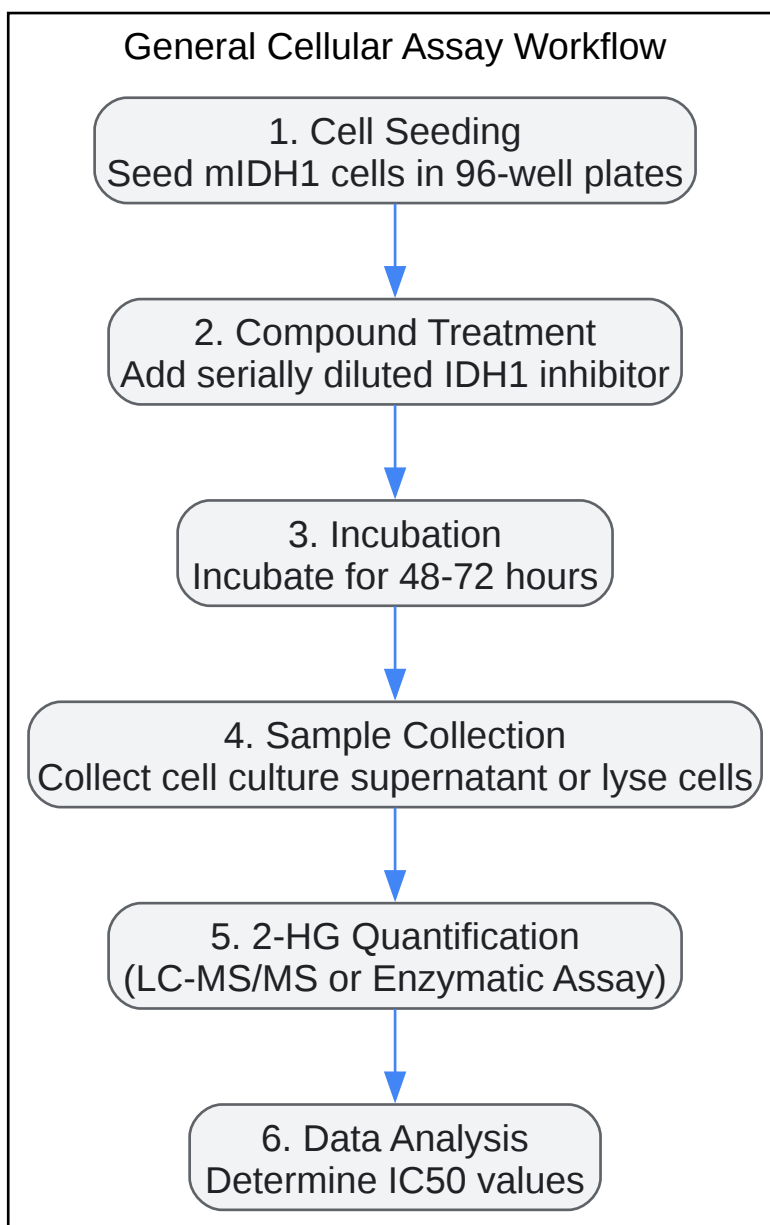 General Cellular Assay Workflow
1. Cell Seeding
Seed mIDH1 cells in 96-well plates
2. Compound Treatment
Add serially diluted IDH1 inhibitor
3. Incubation
Incubate for 48-72 hours
4. Sample Collection
Collect cell culture supernatant or lyse cells
5. 2-HG Quantification
(LC-MS/MS or Enzymatic Assay)
6. Data Analysis
Determine IC50 values